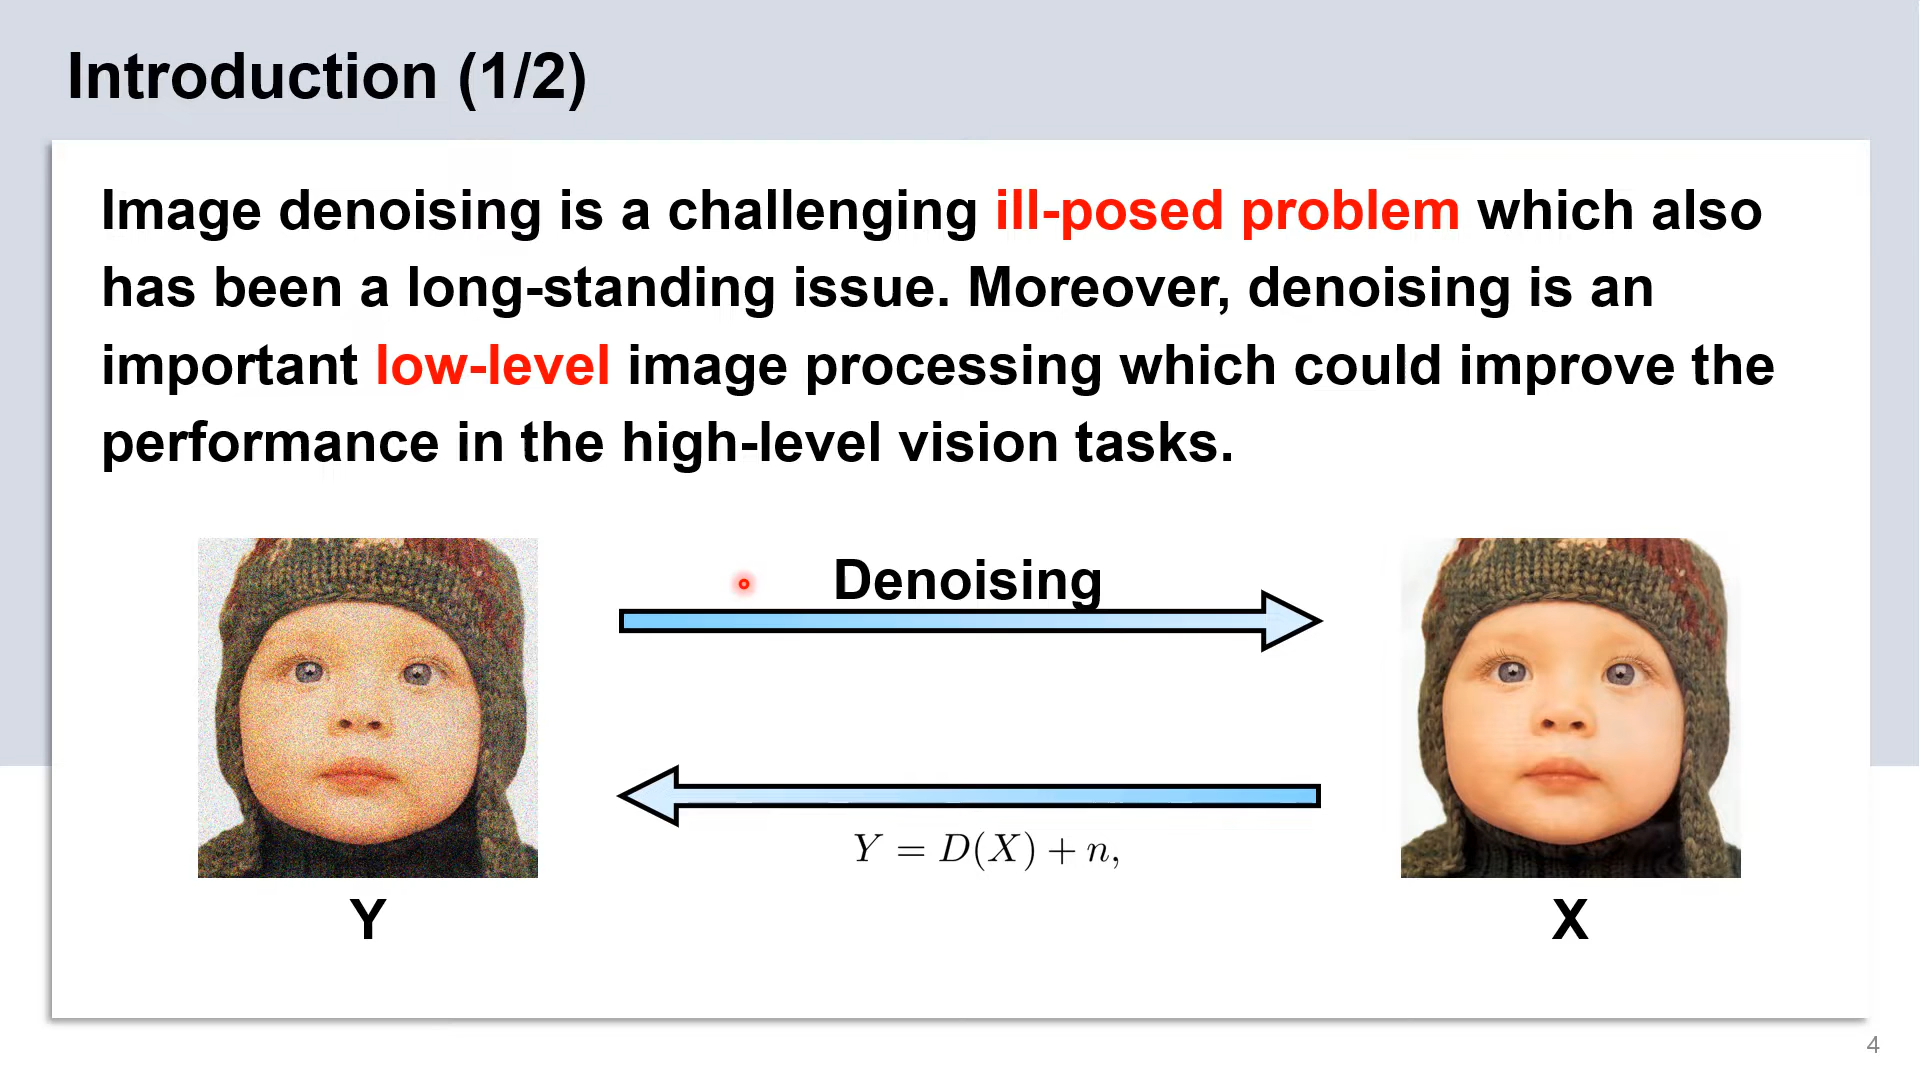 Introduction (1/2)
Image denoising is a challenging ill-posed problem which also
has been a long-standing issue. Moreover, denoising is an
important low-level image processing which could improve the
performance in the high-level vision tasks.
Denoising
Y = D(X) + n,
Y
X
4